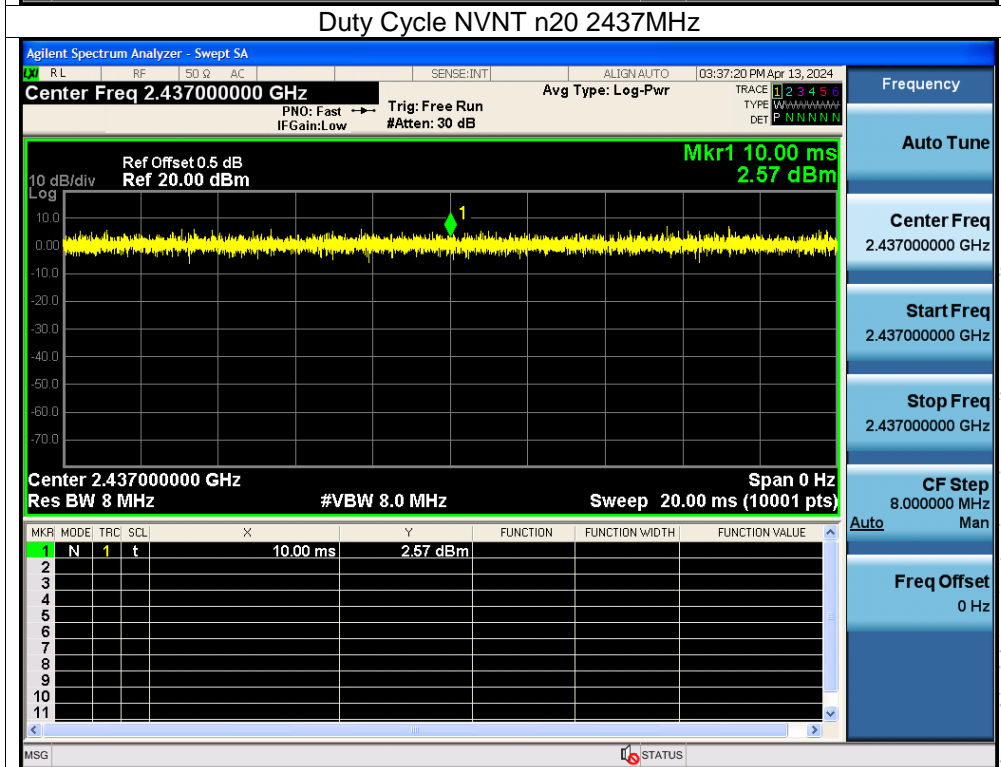 Duty Cycle NVNT n20 2437MHz
Agilent Spectrum Analyzer - Swept SA
LXI RL RF 50 Ω AC SENSE:INT ALIGN AUTO 03:37:20 PM Apr 13, 2024
Center Freq 2.437000000 GHz Avg Type: Log-Pwr TRACE 1 2 3 4 5 6
PNO: Fast Trig: Free Run TYPE WWWWWW
IFGain:Low #Atten: 30 dB DET P N N N N N
Frequency
Auto Tune
Center Freq
2.437000000 GHz
Start Freq
2.437000000 GHz
Stop Freq
2.437000000 GHz
CF Step
8.000000 MHz
Auto Man
Freq Offset
0 Hz
Mkr1 10.00 ms
2.57 dBm
Ref Offset 0.5 dB
10 dB/div Ref 20.00 dBm
Log
1
10.0
0.00
-10.0
-20.0
-30.0
-40.0
-50.0
-60.0
-70.0
Center 2.437000000 GHz Span 0 Hz
Res BW 8 MHz #VBW 8.0 MHz Sweep 20.00 ms (10001 pts)
MKR MODE TRC SCL X Y FUNCTION FUNCTION WIDTH FUNCTION VALUE
1 N 1 t 10.00 ms 2.57 dBm
2
3
4
5
6
7
8
9
10
11
MSG STATUS